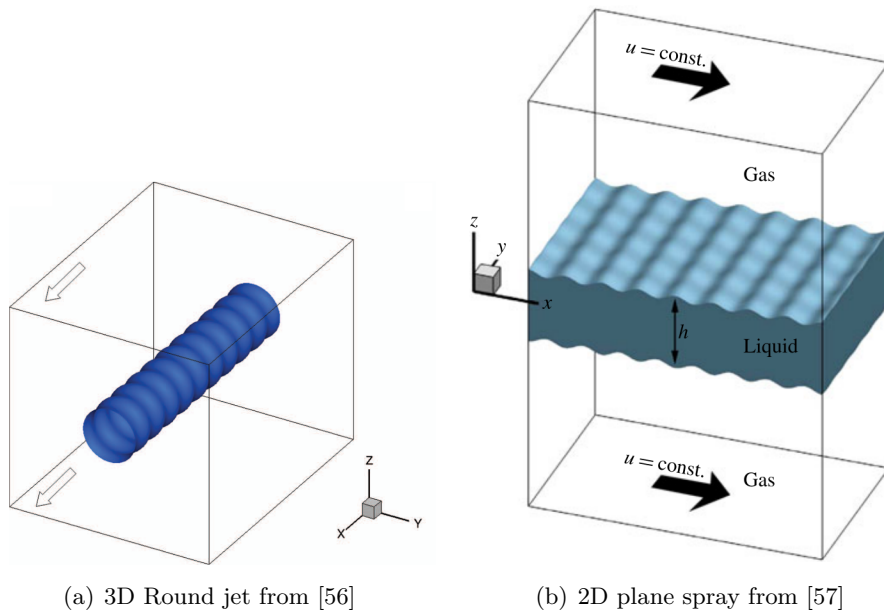 u = const.
Gas
z
y
x
h
Liquid
u = const.
Gas
Z
X
Y
(a) 3D Round jet from [56]
(b) 2D plane spray from [57]